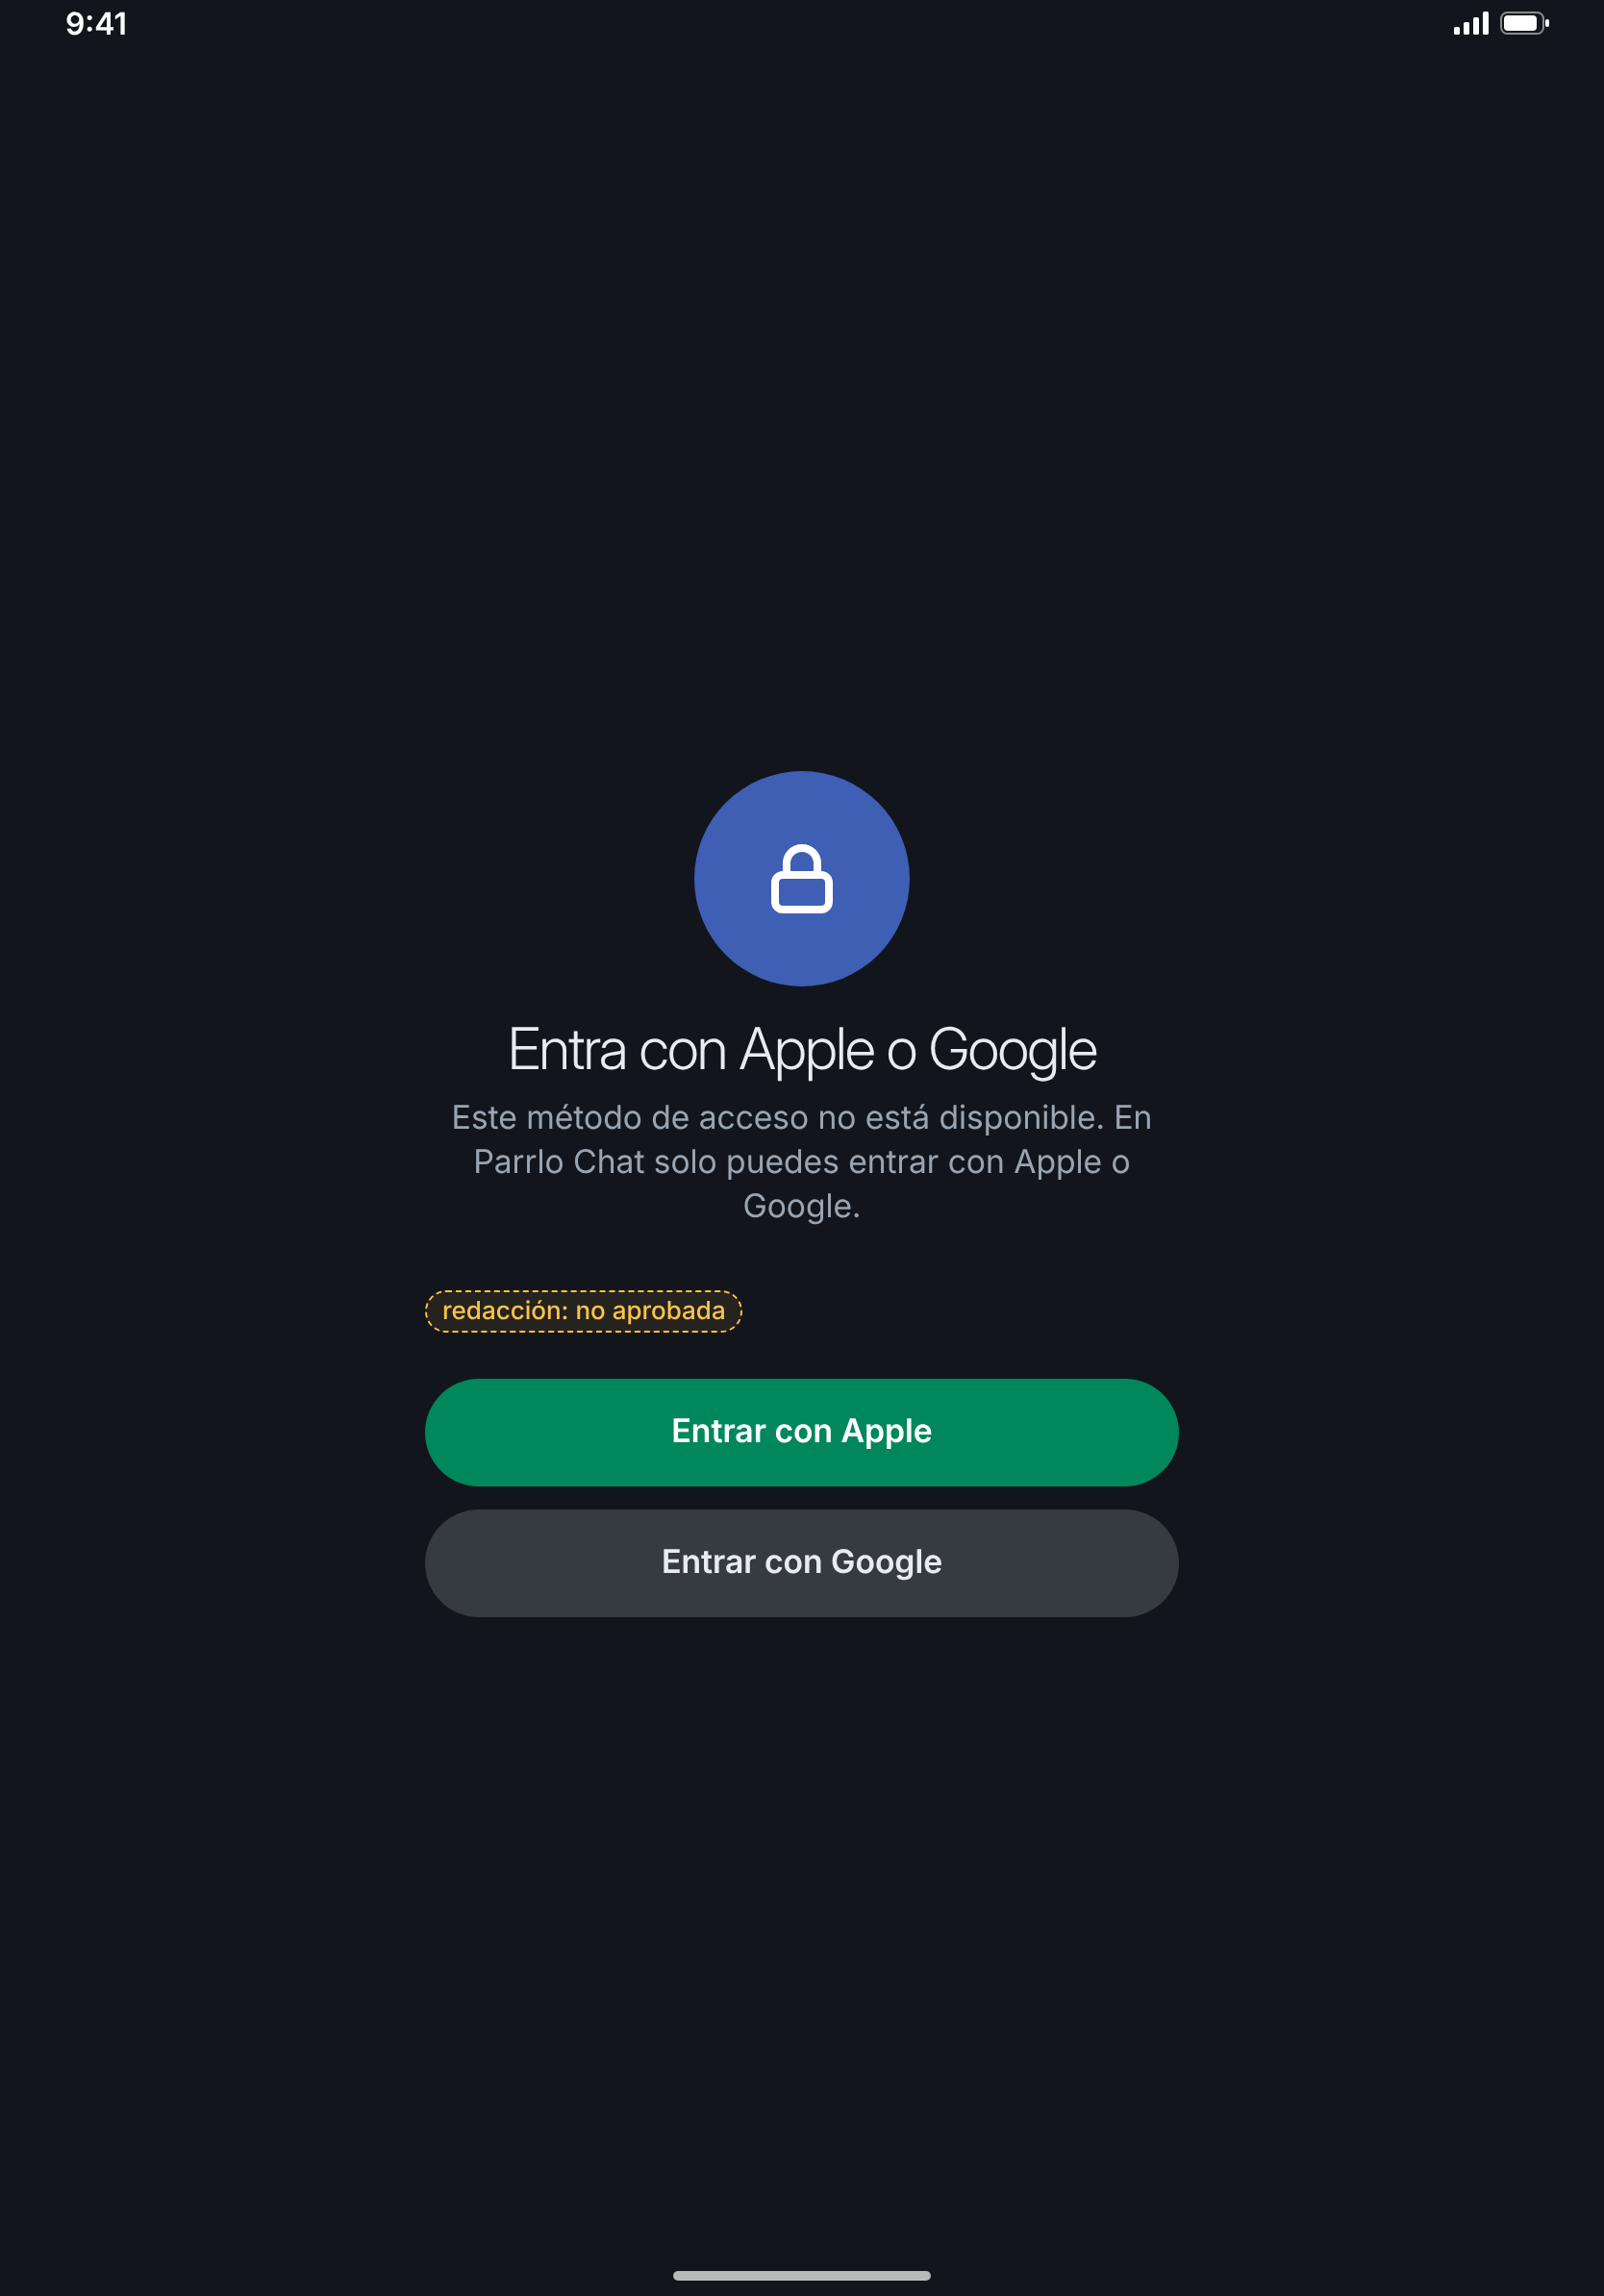 9:41
Entra con Apple o Google
Este método de acceso no está disponible. En
Parrlo Chat solo puedes entrar con Apple o
Google.
redacción: no aprobada
Entrar con Apple
Entrar con Google